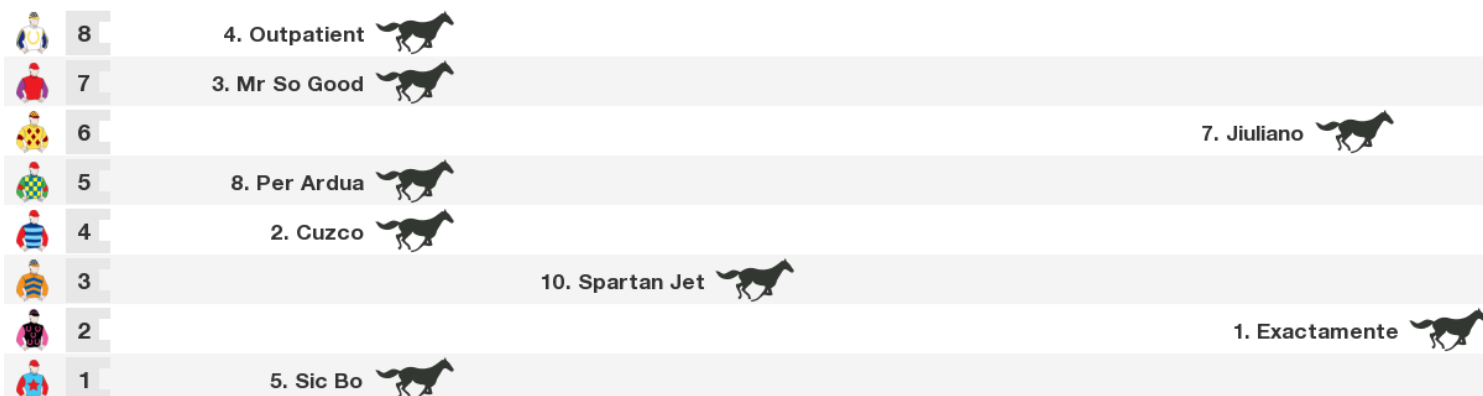 8 4. Outpatient
7 3. Mr So Good
6 7. Jiuliano
5 8. Per Ardua
4 2. Cuzco
3 10. Spartan Jet
2 1. Exactamente
1 5. Sic Bo